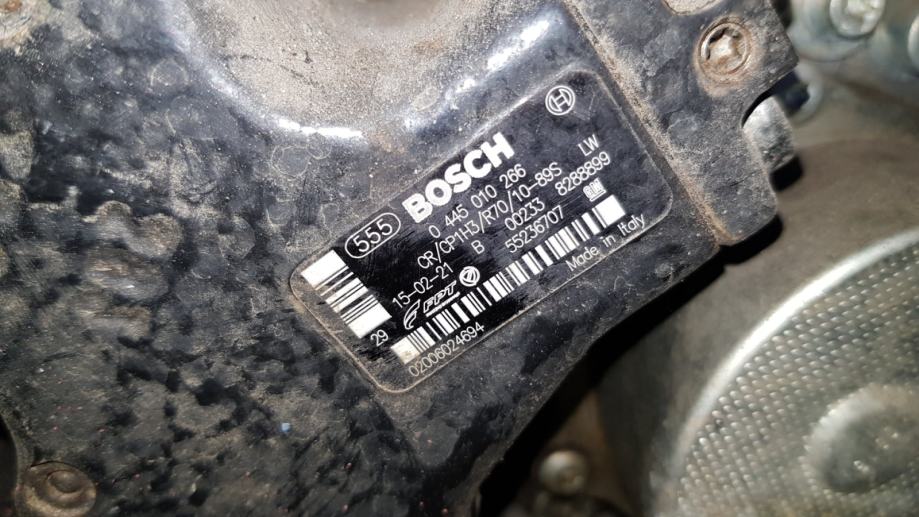 555 BOSCH
0 445 010 266
CR/CP1H3/R70/10-89S LW
15-02-21 B 00233 8288899
FPT 55236707 GM
29
02006024694 Made in Italy